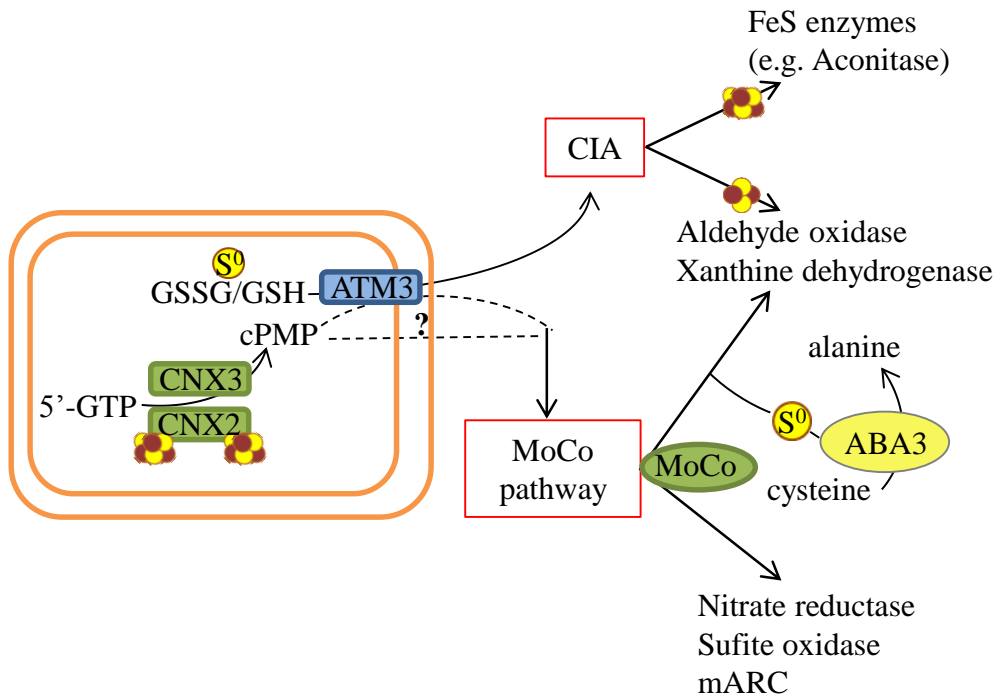 FeS enzymes
(e.g. Aconitase)
CIA
Aldehyde oxidase
Xanthine dehydrogenase
S⁰
GSSG/GSH
ATM3
?
cPMP
CNX3
5’-GTP
CNX2
alanine
S⁰
ABA3
MoCo
pathway
MoCo
cysteine
Nitrate reductase
Sufite oxidase
mARC